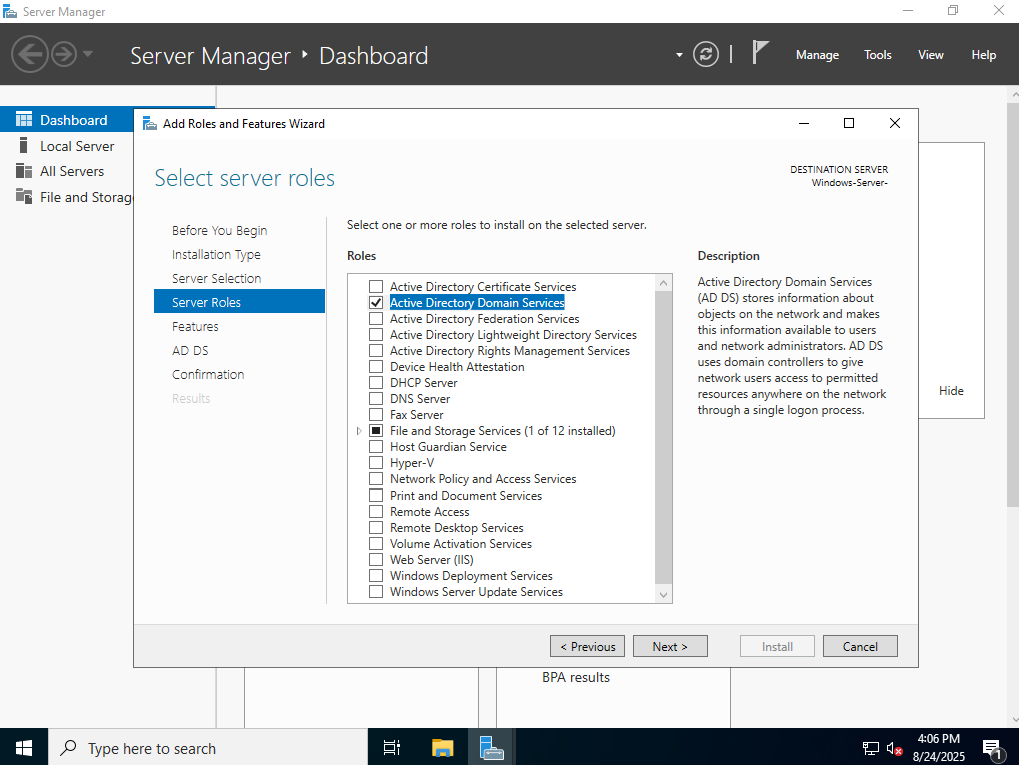 Server Manager
Server Manager ‣ Dashboard
Manage Tools View Help
Dashboard
Local Server
All Servers
File and Storag
Add Roles and Features Wizard
Select server roles
DESTINATION SERVER
Windows-Server-
Before You Begin
Installation Type
Server Selection
Server Roles
Features
AD DS
Confirmation
Results
Select one or more roles to install on the selected server.
Roles
Active Directory Certificate Services
Active Directory Domain Services
Active Directory Federation Services
Active Directory Lightweight Directory Services
Active Directory Rights Management Services
Device Health Attestation
DHCP Server
DNS Server
Fax Server
File and Storage Services (1 of 12 installed)
Host Guardian Service
Hyper-V
Network Policy and Access Services
Print and Document Services
Remote Access
Remote Desktop Services
Volume Activation Services
Web Server (IIS)
Windows Deployment Services
Windows Server Update Services
Description
Active Directory Domain Services
(AD DS) stores information about
objects on the network and makes
this information available to users
and network administrators. AD DS
uses domain controllers to give
network users access to permitted
resources anywhere on the network
through a single logon process.
Hide
< Previous
Next >
Install
Cancel
BPA results
Type here to search
4:06 PM
8/24/2025
1